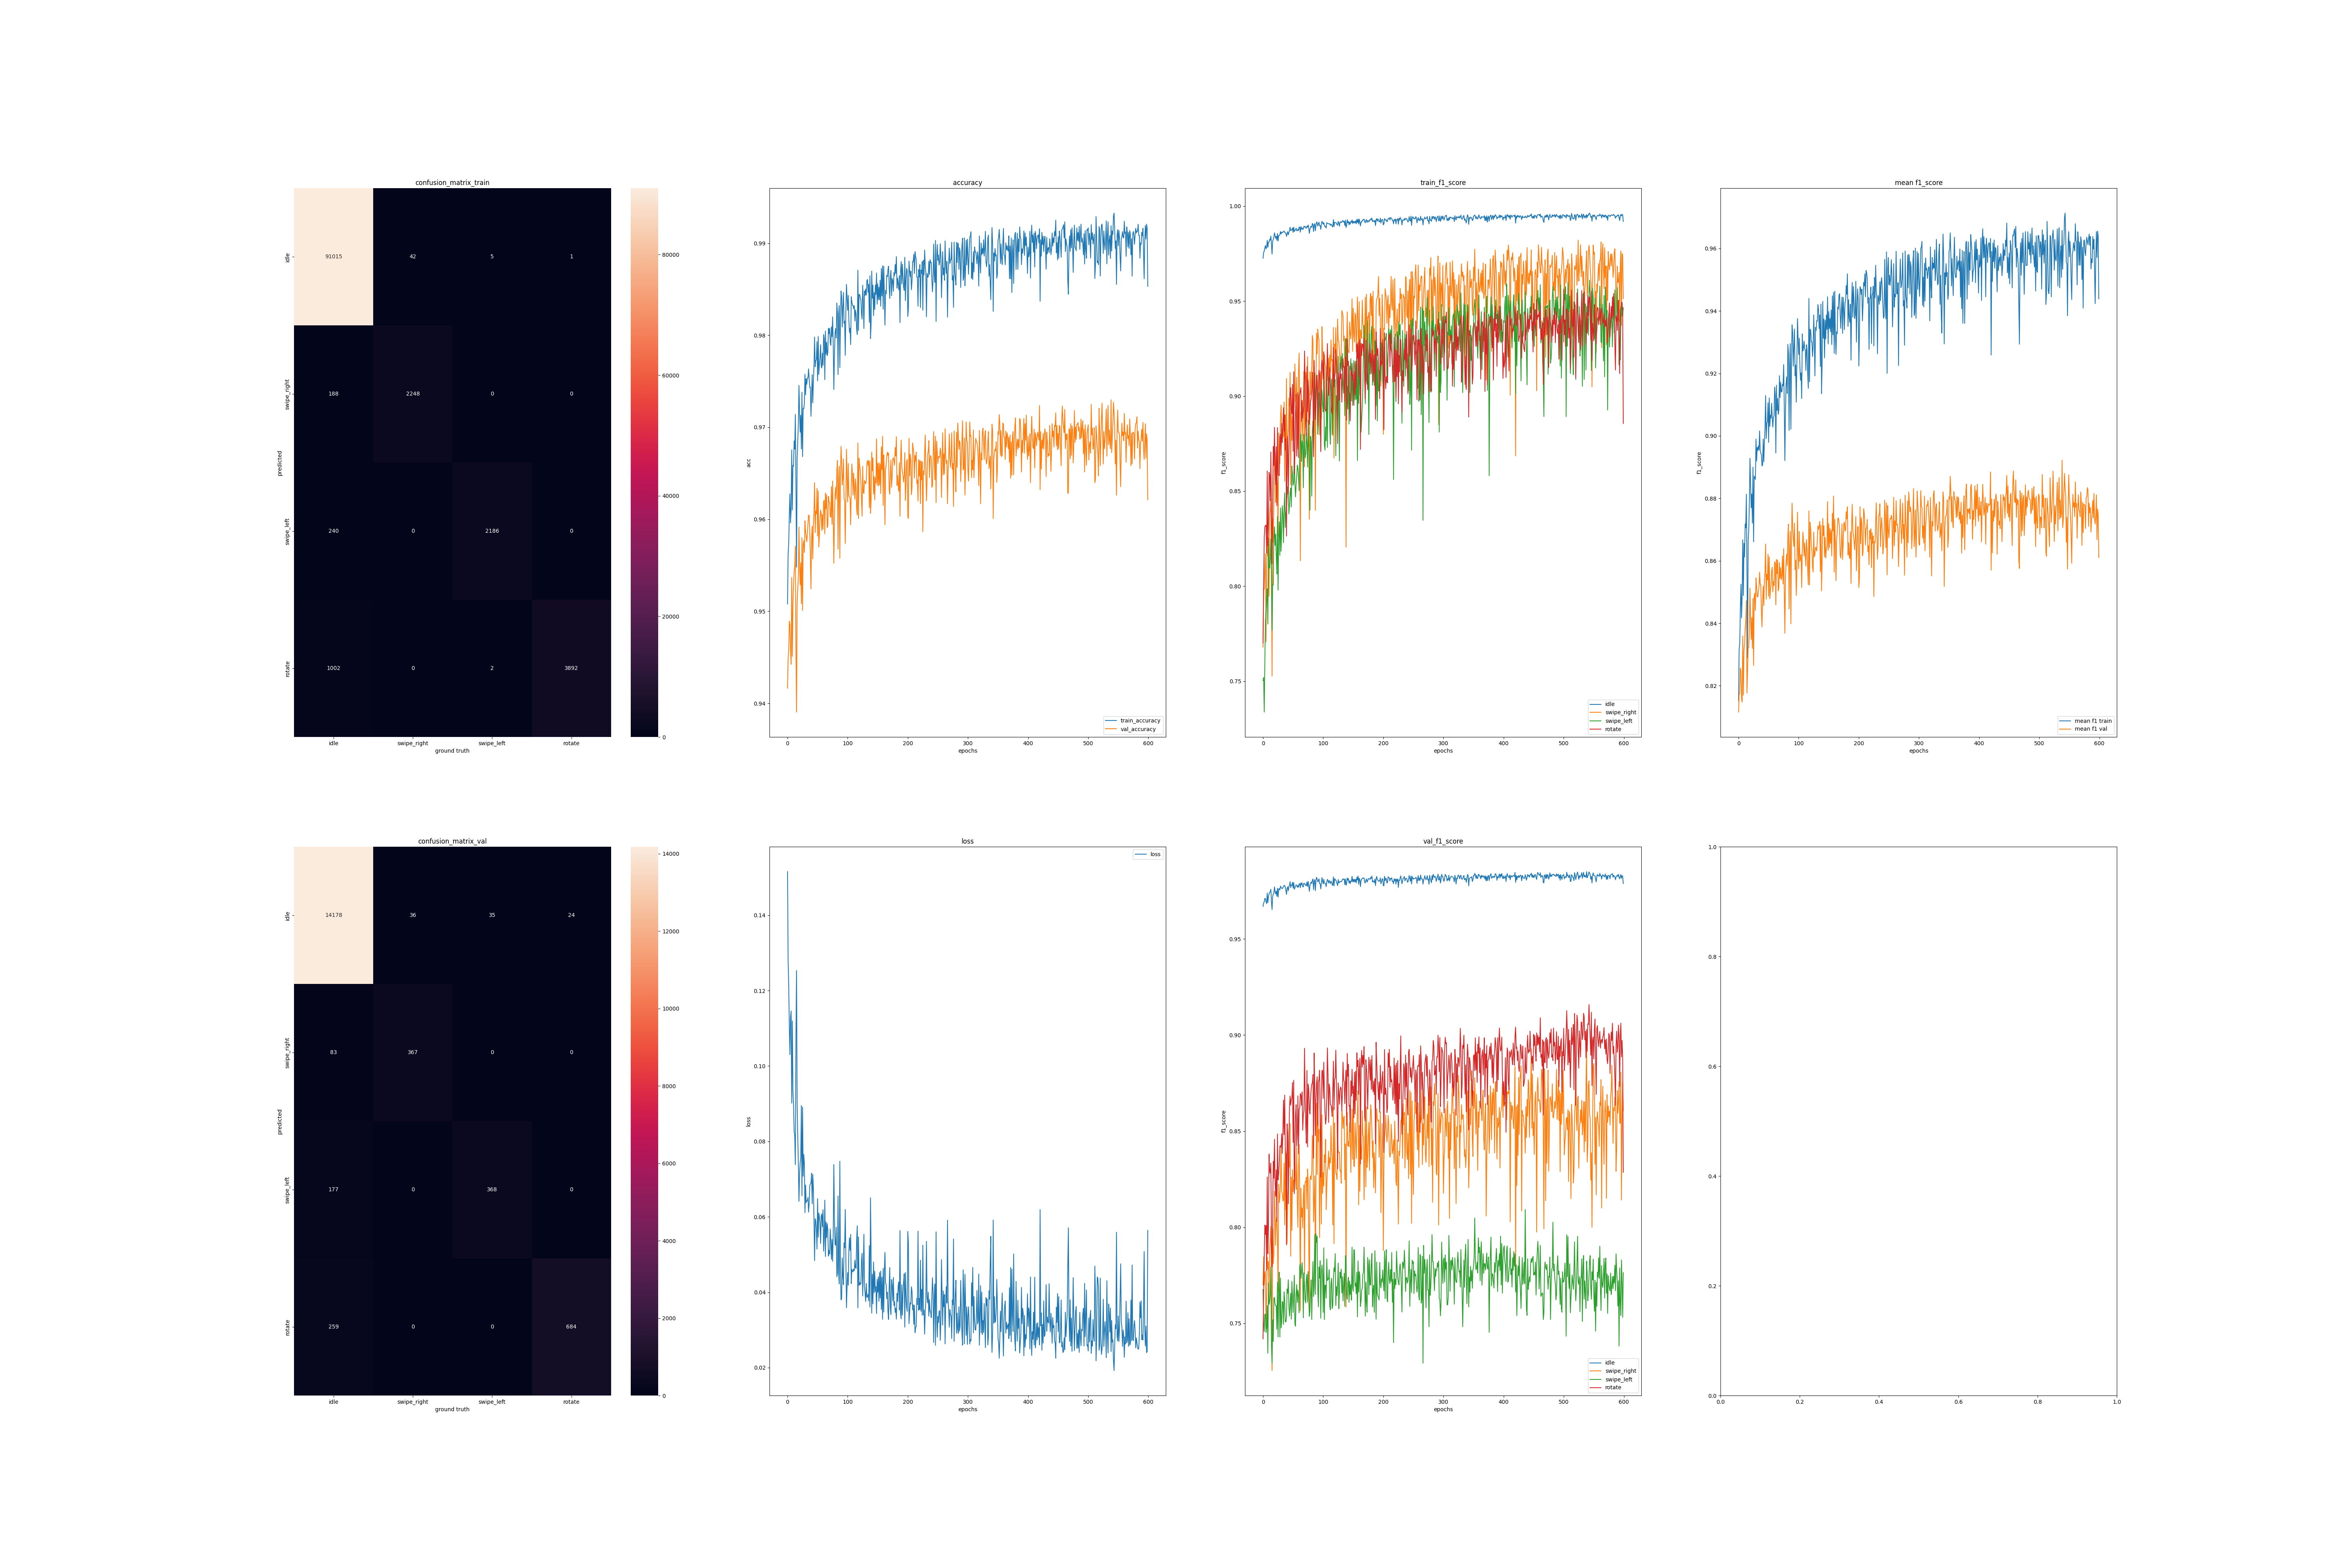 confusion_matrix_train
idle
swipe_right
swipe_left
rotate
predicted
91015 42 5 1
188 2248 0 0
240 0 2186 0
1002 0 2 3892
idle swipe_right swipe_left rotate
ground truth
80000
60000
40000
20000
0
accuracy
acc
0.99
0.98
0.97
0.96
0.95
0.94
train_accuracy
val_accuracy
0 100 200 300 400 500 600
epochs
train_f1_score
f1_score
1.00
0.95
0.90
0.85
0.80
0.75
idle
swipe_right
swipe_left
rotate
0 100 200 300 400 500 600
epochs
mean f1_score
f1_score
0.96
0.94
0.92
0.90
0.88
0.86
0.84
0.82
mean f1 train
mean f1 val
0 100 200 300 400 500 600
epochs
confusion_matrix_val
idle
swipe_right
swipe_left
rotate
predicted
14178 36 35 24
83 367 0 0
177 0 368 0
259 0 0 684
idle swipe_right swipe_left rotate
ground truth
14000
12000
10000
8000
6000
4000
2000
0
loss
loss
loss
0.14
0.12
0.10
0.08
0.06
0.04
0.02
0 100 200 300 400 500 600
epochs
val_f1_score
f1_score
0.95
0.90
0.85
0.80
0.75
idle
swipe_right
swipe_left
rotate
0 100 200 300 400 500 600
epochs
1.0
0.8
0.6
0.4
0.2
0.0
0.0 0.2 0.4 0.6 0.8 1.0